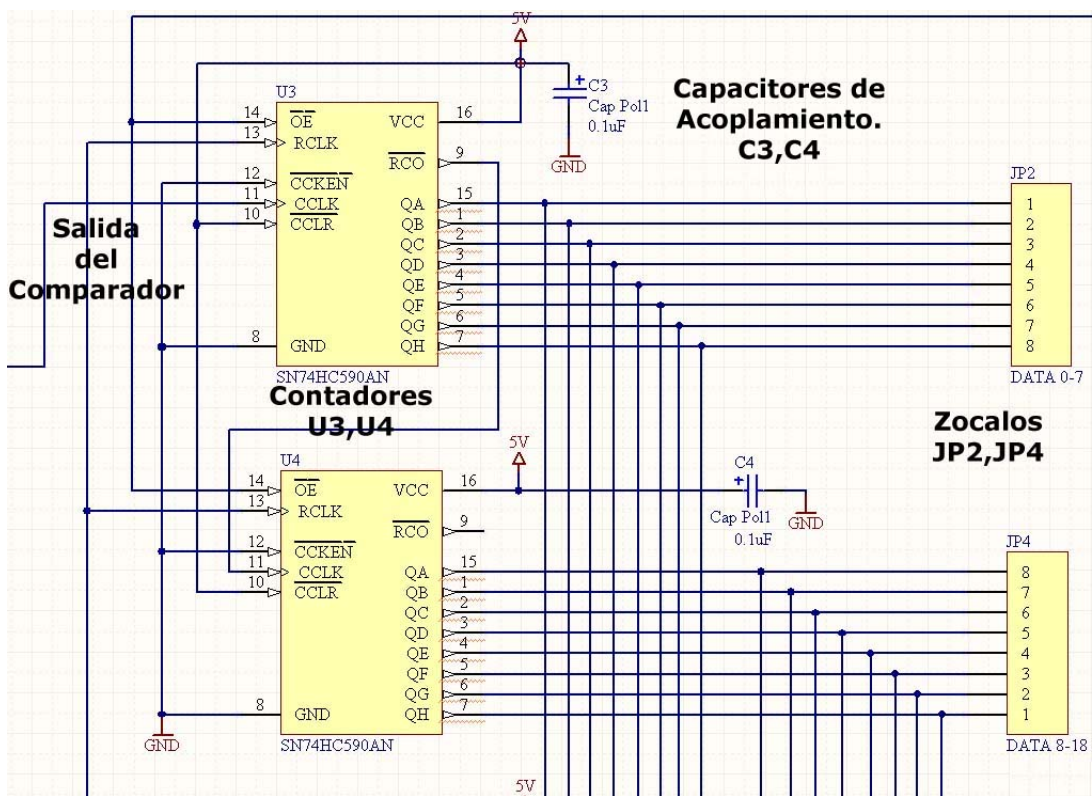 5V
U3
C3
Cap Pol1
0.1uF
GND
Capacitores de
Acoplamiento.
C3,C4
14 OE
13 RCLK
12 CCKEN
11 CCLK
10 CCLR
8 GND
VCC 16
RCO 9
QA 15
QB 1
QC 2
QD 3
QE 4
QF 5
QG 6
QH 7
SN74HC590AN
JP2
1
2
3
4
5
6
7
8
DATA 0-7
Salida
del
Comparador
Contadores
U3,U4
Zocalos
JP2,JP4
U4
5V
C4
Cap Pol1
0.1uF
GND
14 OE
13 RCLK
12 CCKEN
11 CCLK
10 CCLR
8 GND
VCC 16
RCO 9
QA 15
QB 1
QC 2
QD 3
QE 4
QF 5
QG 6
QH 7
SN74HC590AN
GND
JP4
8
7
6
5
4
3
2
1
DATA 8-18
5V